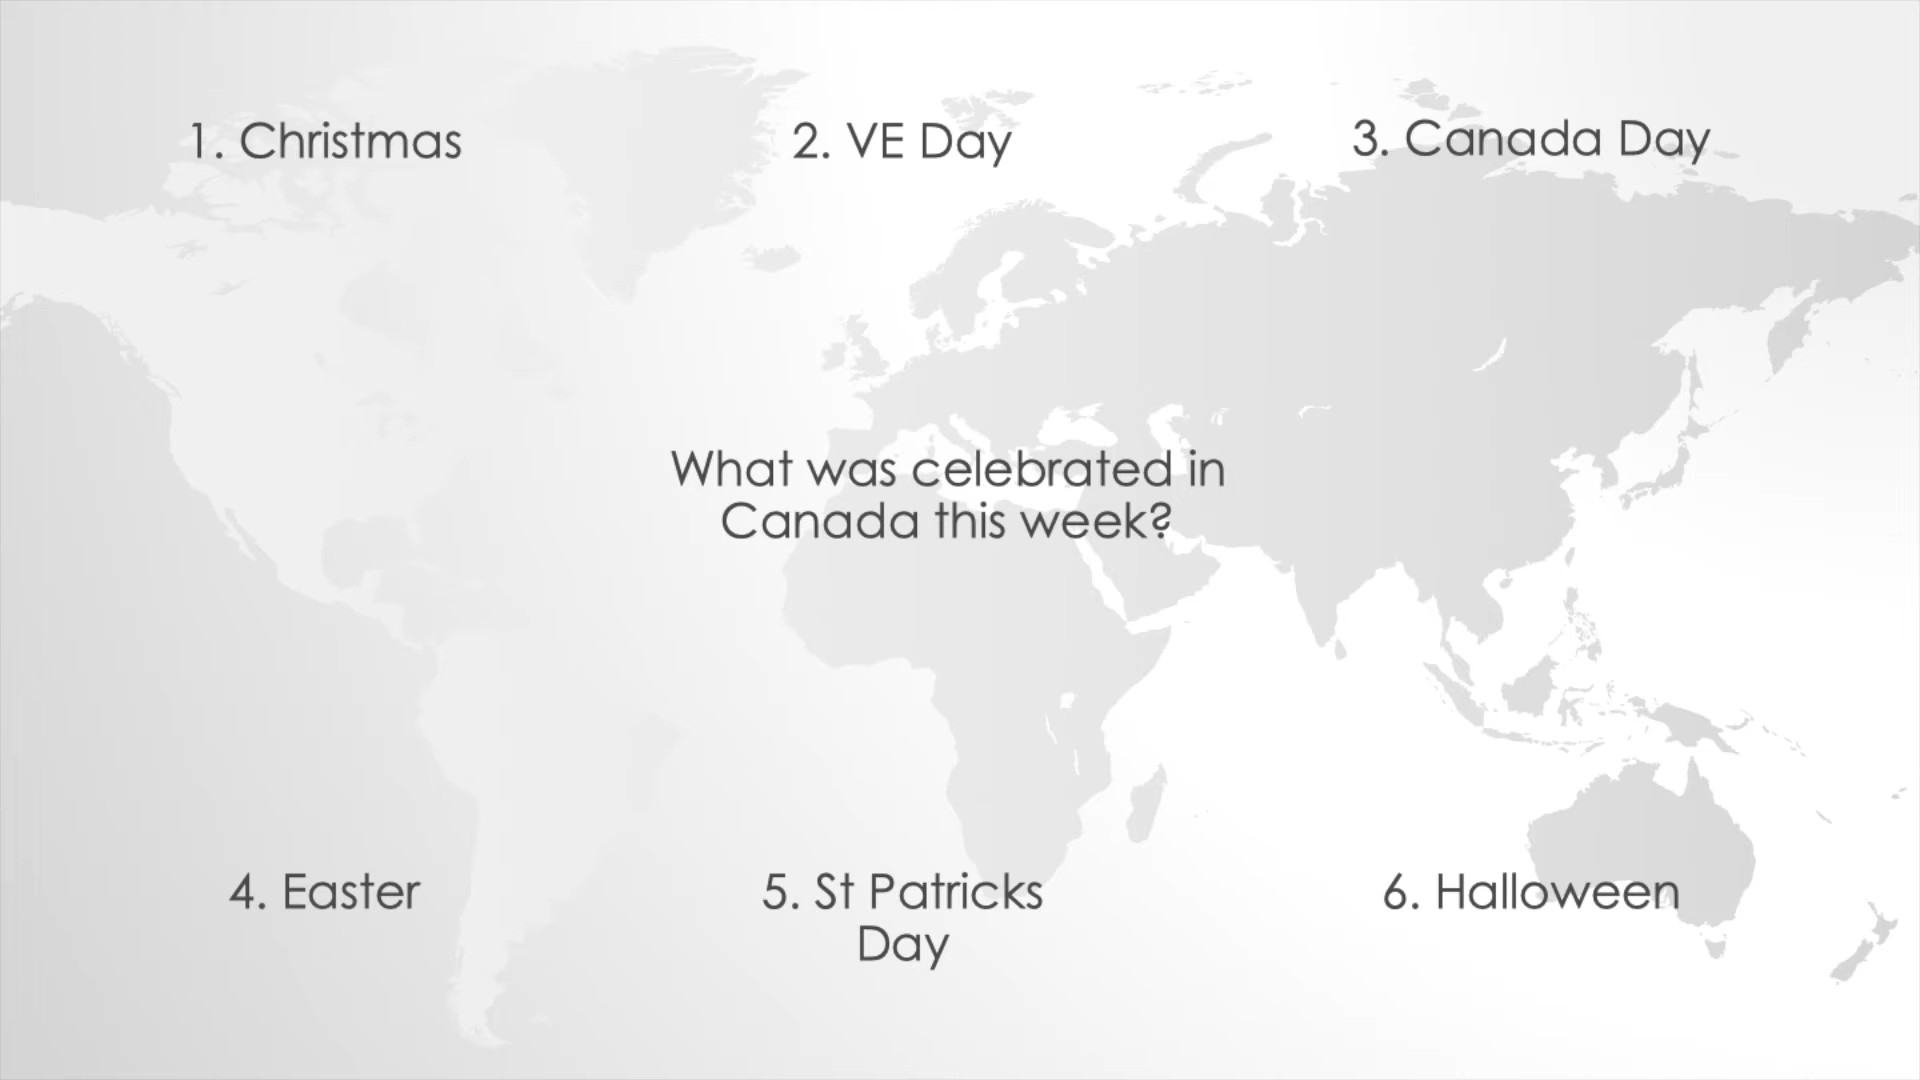 1. Christmas
2. VE Day
3. Canada Day
What was celebrated in
Canada this week?
4. Easter
5. St Patricks
Day
6. Halloween